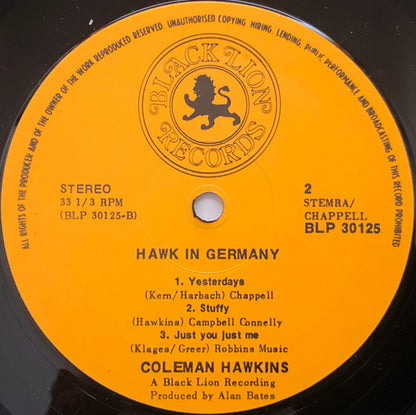 ALL RIGHTS OF THE PRODUCER AND OF THE OWNER OF THE WORK REPRODUCED RESERVED. UNAUTHORISED COPYING, HIRING, LENDING, PUBLIC PERFORMANCE AND BROADCASTING OF THIS RECORD PROHIBITED.
BLACK LION
RECORDS
STEREO
33 1/3 RPM
(BLP 30125-B)
2
STEMRA/
CHAPPELL
BLP 30125
HAWK IN GERMANY
1. Yesterdays
(Kern/Harbach) Chappell
2. Stuffy
(Hawkins) Campbell Connelly
3. Just you just me
(Klages/Greer) Robbins Music
COLEMAN HAWKINS
A Black Lion Recording
Produced by Alan Bates